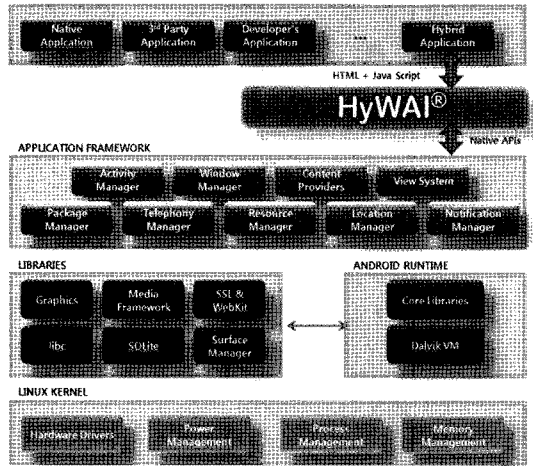 Native
Application
3rd Party
Application
Developer's
Application
...
Hybrid
Application
HTML + Java Script
HyWAI®
Native APIs
APPLICATION FRAMEWORK
Activity
Manager
Window
Manager
Content
Providers
View System
Package
Manager
Telephony
Manager
Resource
Manager
Location
Manager
Notification
Manager
LIBRARIES
ANDROID RUNTIME
Graphics
Media
Framework
SSL &
WebKit
Core Libraries
libc
SQLite
Surface
Manager
Dalvik VM
LINUX KERNEL
Hardware Drivers
Power
Management
Process
Management
Memory
Management